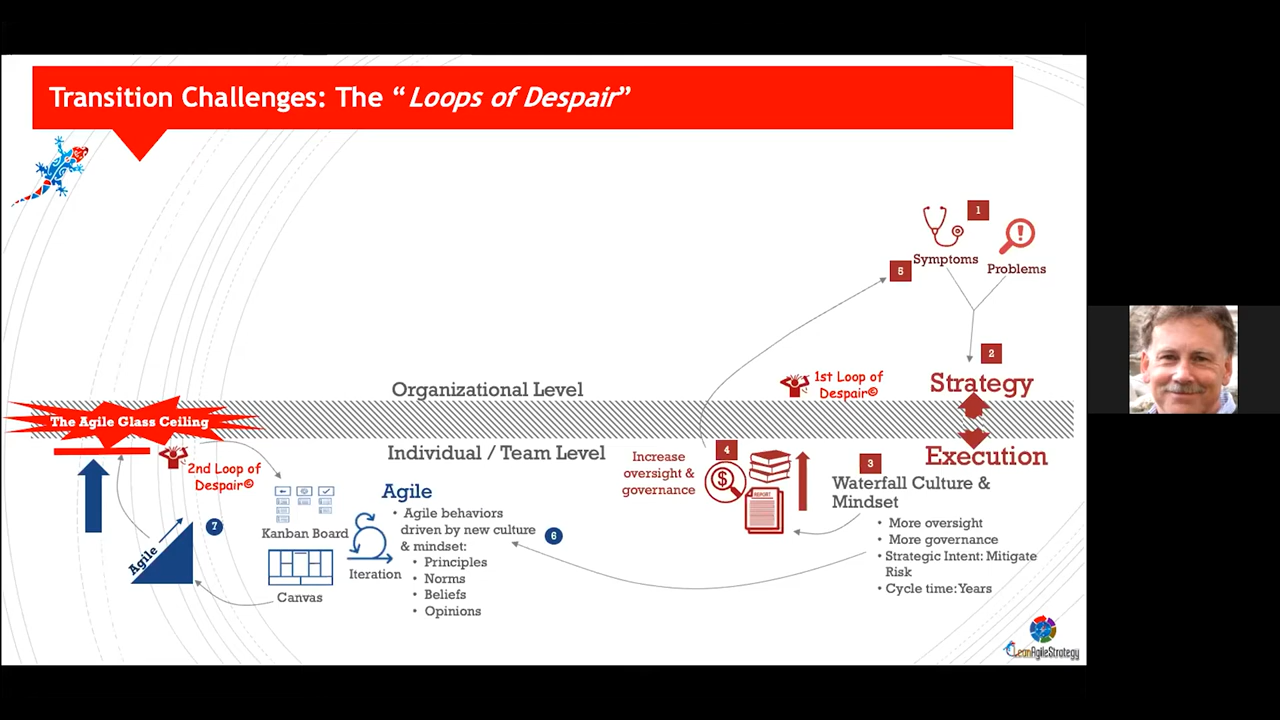 Transition Challenges: The “Loops of Despair”
1
Symptoms
Problems
5
2
Strategy
1st Loop of
Despair©
Organizational Level
The Agile Glass Ceiling
Individual / Team Level
Execution
4
Increase
oversight &
governance
$
REPORT
3
Waterfall Culture &
Mindset
• More oversight
• More governance
• Strategic Intent: Mitigate
Risk
• Cycle time: Years
2nd Loop of
Despair©
Agile
• Agile behaviors
driven by new culture
& mindset:
• Principles
• Norms
• Beliefs
• Opinions
6
Kanban Board
Iteration
Canvas
7
Agile
LeanAgileStrategy